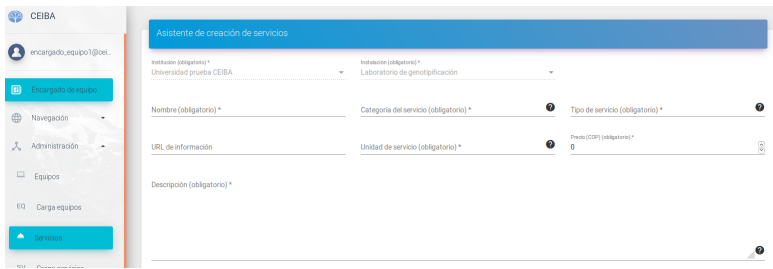 CEIBA
encargado_equipo1@cei...
Encargado de equipo
Navegación
Administración
Equipos
EQ Carga equipos
Servicios
Carga servicios
Asistente de creación de servicios
Institución (obligatorio) * Instalación (obligatorio) *
Universidad prueba CEIBA Laboratorio de genotipificación
Nombre (obligatorio) * Categoría del servicio (obligatorio) * Tipo de servicio (obligatorio) *
Precio (COP) (obligatorio) *
URL de información Unidad de servicio (obligatorio) * 0
Descripción (obligatorio) *